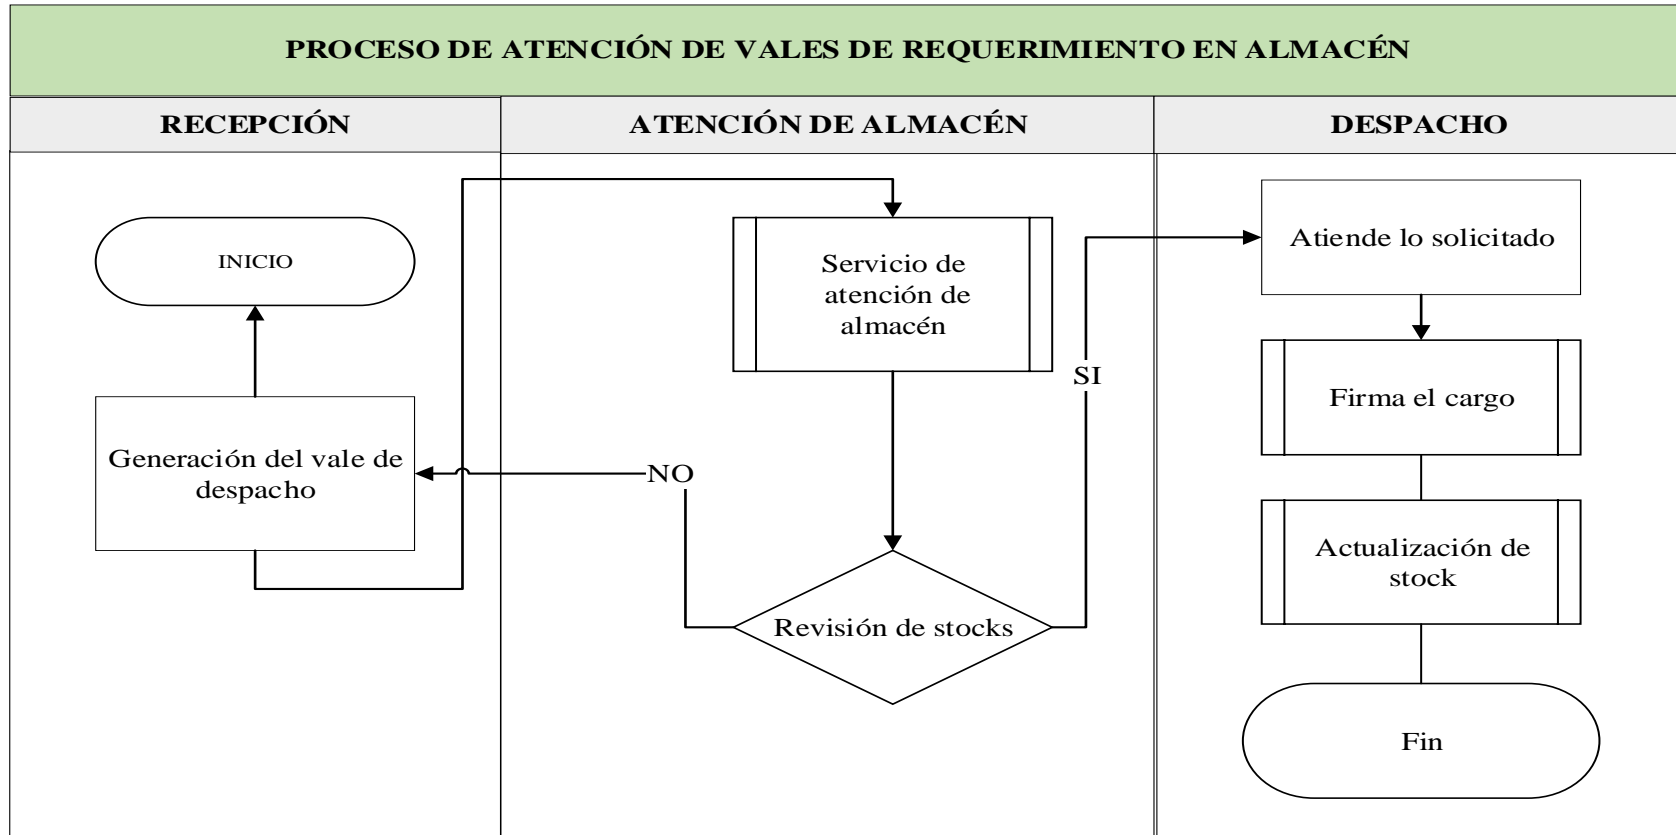 PROCESO DE ATENCIÓN DE VALES DE REQUERIMIENTO EN ALMACÉN
RECEPCIÓN
ATENCIÓN DE ALMACÉN
DESPACHO
INICIO
Generación del vale de
despacho
Servicio de
atención de
almacén
NO
Revisión de stocks
SI
Atiende lo solicitado
Firma el cargo
Actualización de
stock
Fin